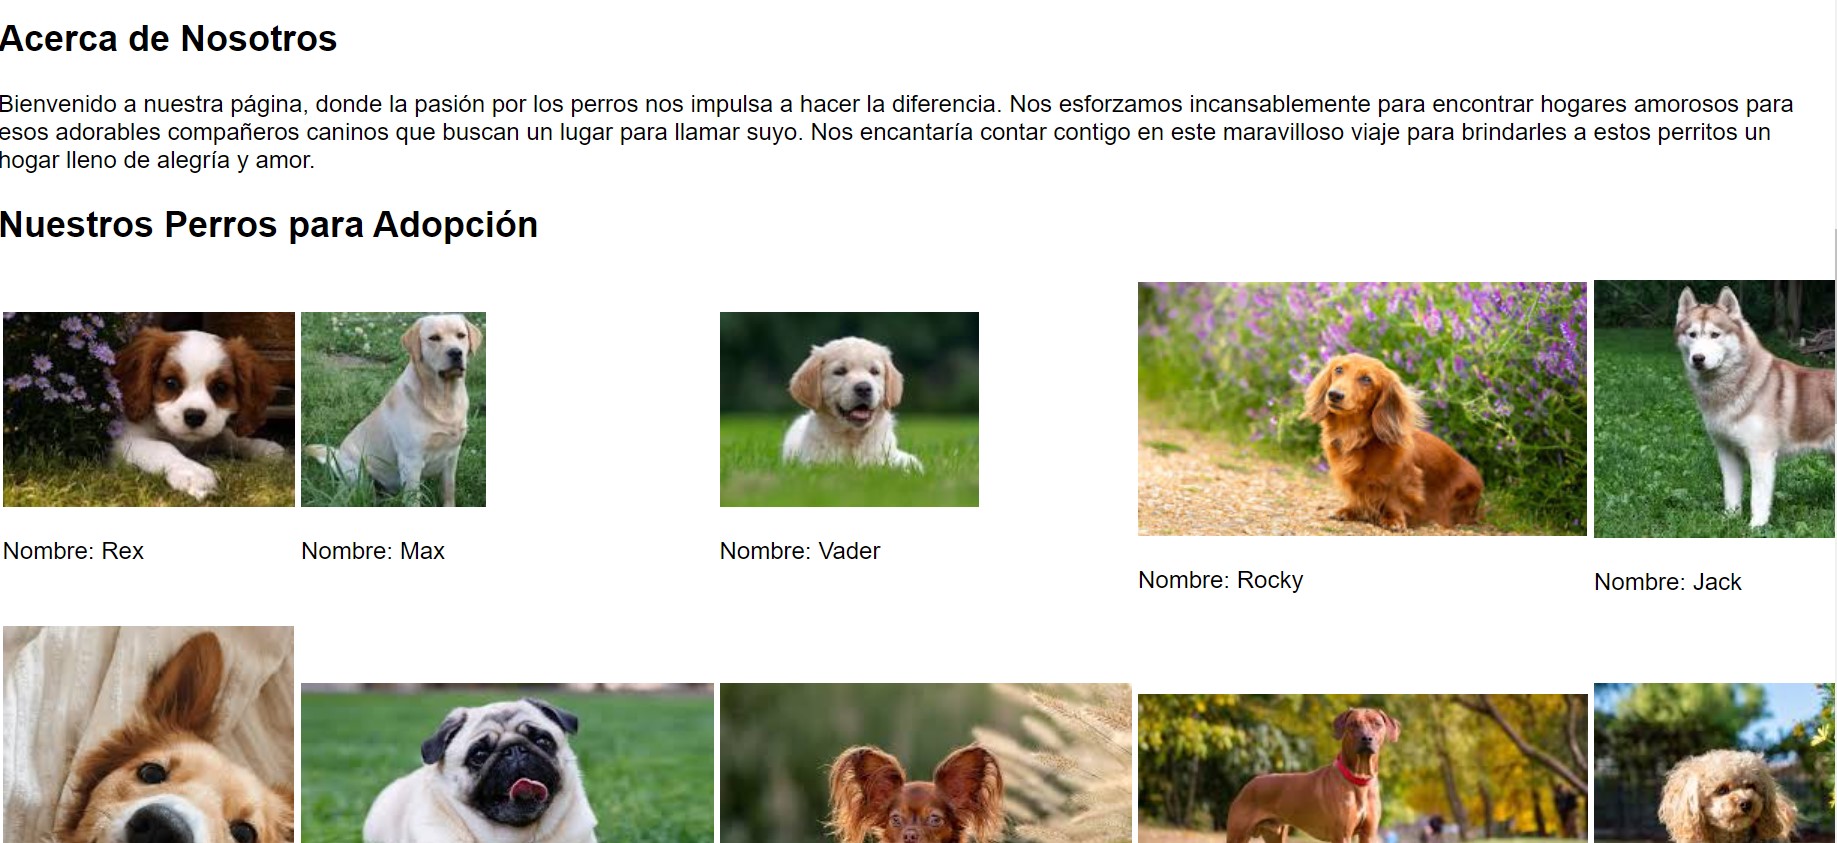 Acerca de Nosotros
Bienvenido a nuestra página, donde la pasión por los perros nos impulsa a hacer la diferencia. Nos esforzamos incansablemente para encontrar hogares amorosos para
esos adorables compañeros caninos que buscan un lugar para llamar suyo. Nos encantaría contar contigo en este maravilloso viaje para brindarles a estos perritos un
hogar lleno de alegría y amor.
Nuestros Perros para Adopción
Nombre: Rex
Nombre: Max
Nombre: Vader
Nombre: Rocky
Nombre: Jack